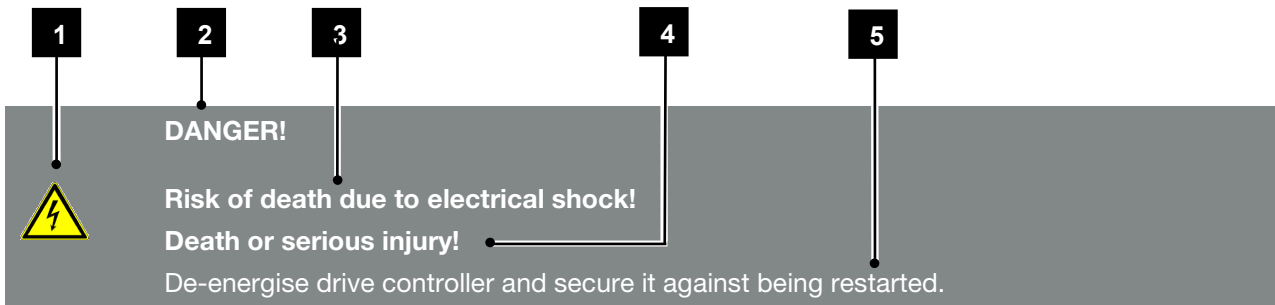 1 2 3 4 5
DANGER!
Risk of death due to electrical shock!
Death or serious injury!
De-energise drive controller and secure it against being restarted.